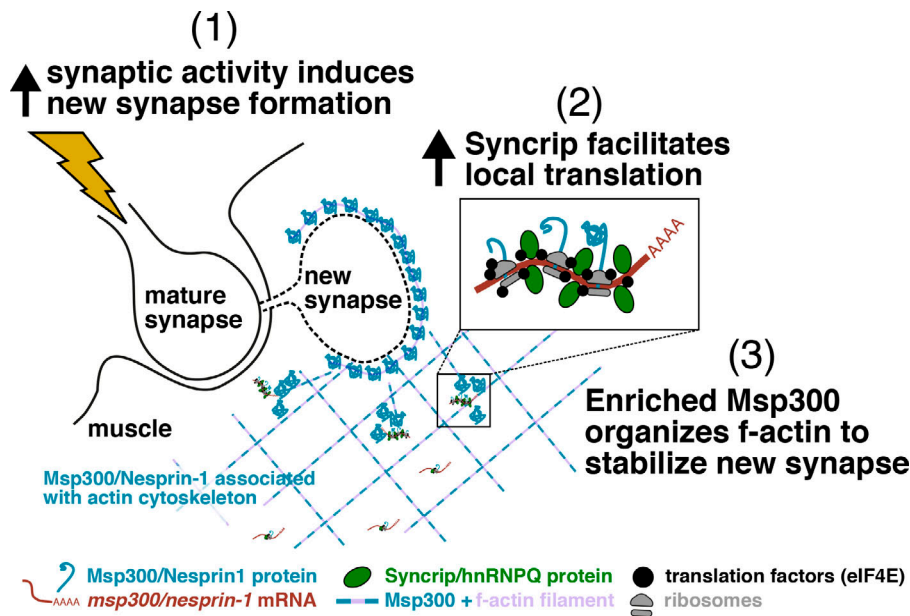 (1)
synaptic activity induces
new synapse formation
(2)
Syncrip facilitates
local translation
AAAA
mature
synapse
new
synapse
(3)
Enriched Msp300
organizes f-actin to
stabilize new synapse
muscle
Msp300/Nesprin-1 associated
with actin cytoskeleton
Msp300/Nesprin1 protein
Syncrip/hnRNPQ protein
translation factors (eIF4E)
AAAA msp300/nesprin-1 mRNA
Msp300 + f-actin filament
ribosomes